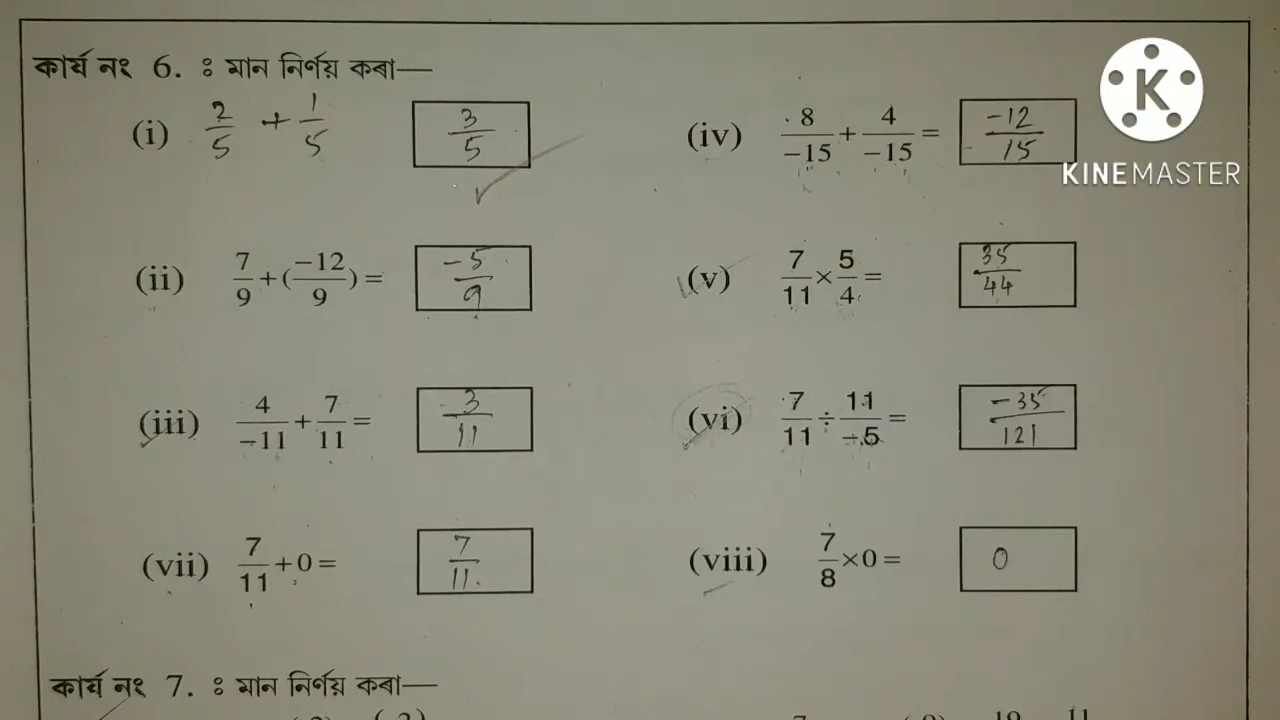 কাৰ্য নং 6. ঃ মান নিৰ্ণয় কৰা—
(i) 2/5 + 1/5 3/5
(iv) 8/-15 + 4/-15 = -12/15
K
KINEMASTER
(ii) 7/9 + (-12/9) = -5/9
(v) 7/11 × 5/4 = 35/44
(iii) 4/-11 + 7/11 = 3/11
(vi) 7/11 ÷ 11/-5 = -35/121
(vii) 7/11 + 0 = 7/11
(viii) 7/8 × 0 = 0
কাৰ্য নং 7. ঃ মান নিৰ্ণয় কৰা—